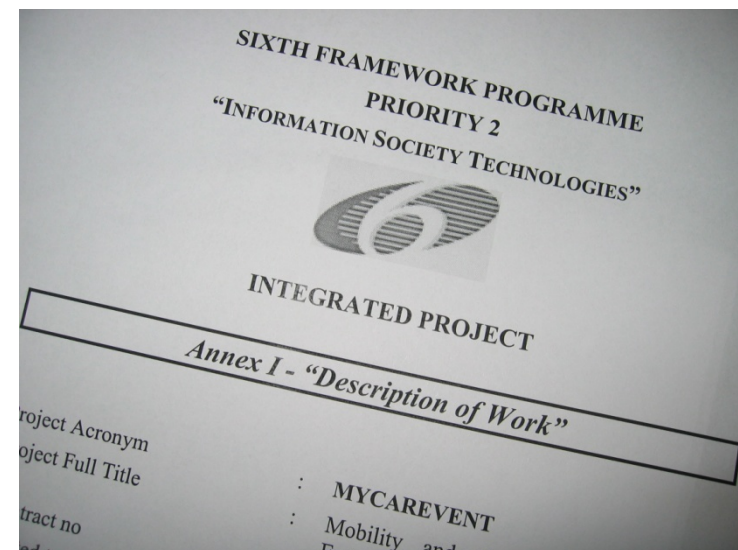 SIXTH FRAMEWORK PROGRAMME
PRIORITY 2
“INFORMATION SOCIETY TECHNOLOGIES”
6
INTEGRATED PROJECT
Annex I - “Description of Work”
roject Acronym : MYCAREVENT
oject Full Title : Mobility and
tract no